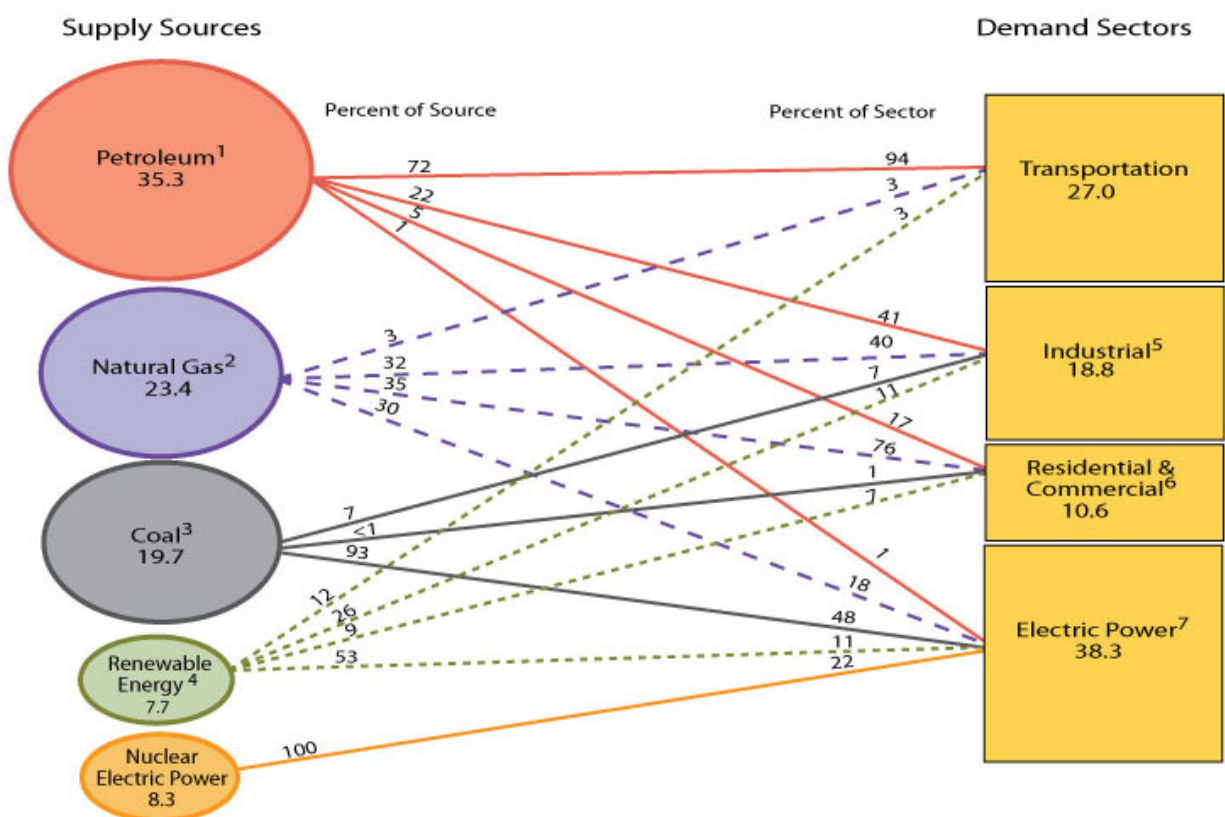 Supply Sources
Demand Sectors
Percent of Source
Percent of Sector
Petroleum1
35.3
72
94
Transportation
27.0
22
5
1
3
3
Natural Gas2
23.4
3
32
35
30
41
40
7
11
Industrial5
18.8
17
76
1
7
Residential &
Commercial6
10.6
Coal3
19.7
7
<1
93
1
18
48
11
22
Electric Power7
38.3
Renewable
Energy 4
7.7
12
26
9
53
Nuclear
Electric Power
8.3
100